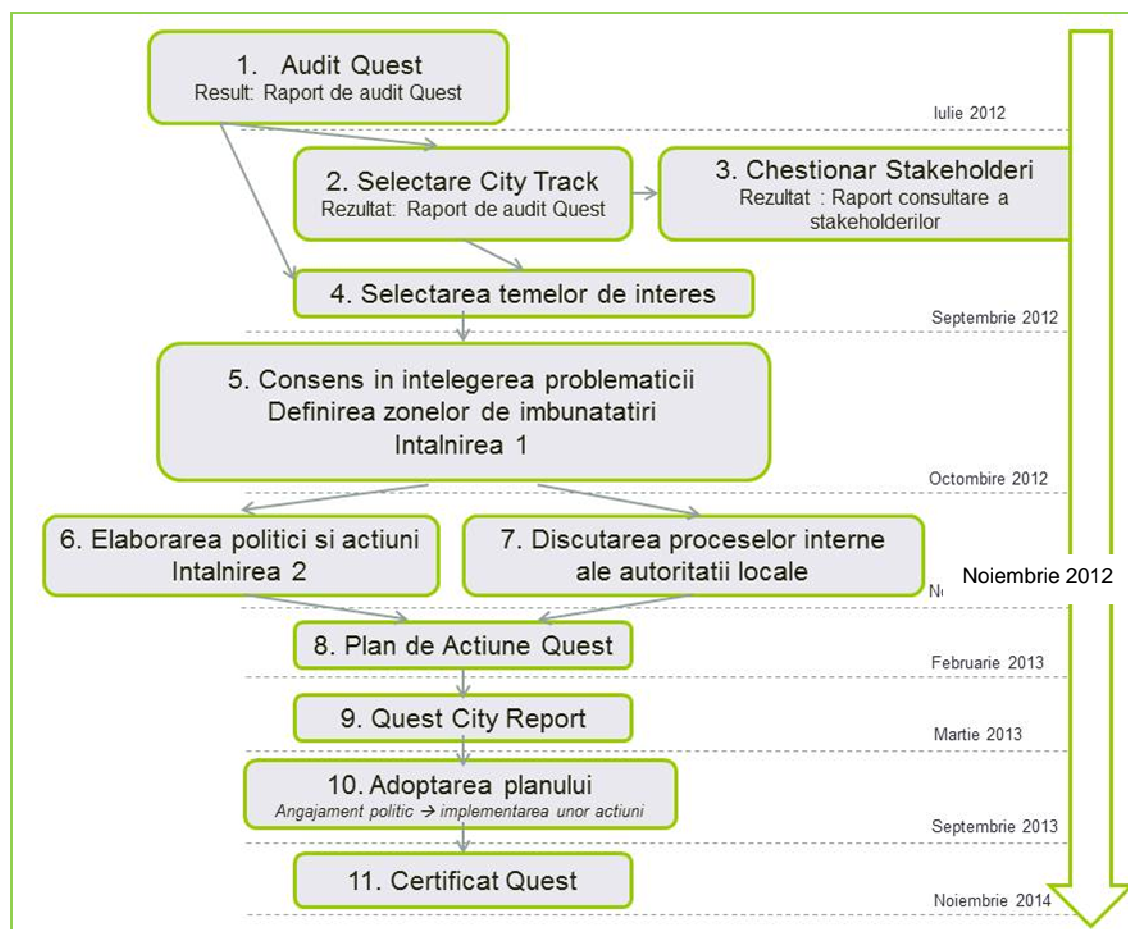 1. Audit Quest
Result: Raport de audit Quest
Iulie 2012
2. Selectare City Track
Rezultat: Raport de audit Quest
3. Chestionar Stakeholderi
Rezultat : Raport consultare a
stakeholderilor
4. Selectarea temelor de interes
Septembrie 2012
5. Consens in intelegerea problematicii
Definirea zonelor de imbunatatiri
Intalnirea 1
Octombire 2012
6. Elaborarea politici si actiuni
Intalnirea 2
7. Discutarea proceselor interne
ale autoritatii locale
Noiembrie 2012
8. Plan de Actiune Quest
Februarie 2013
9. Quest City Report
Martie 2013
10. Adoptarea planului
Angajament politic → implementarea unor actiuni
Septembrie 2013
11. Certificat Quest
Noiembrie 2014